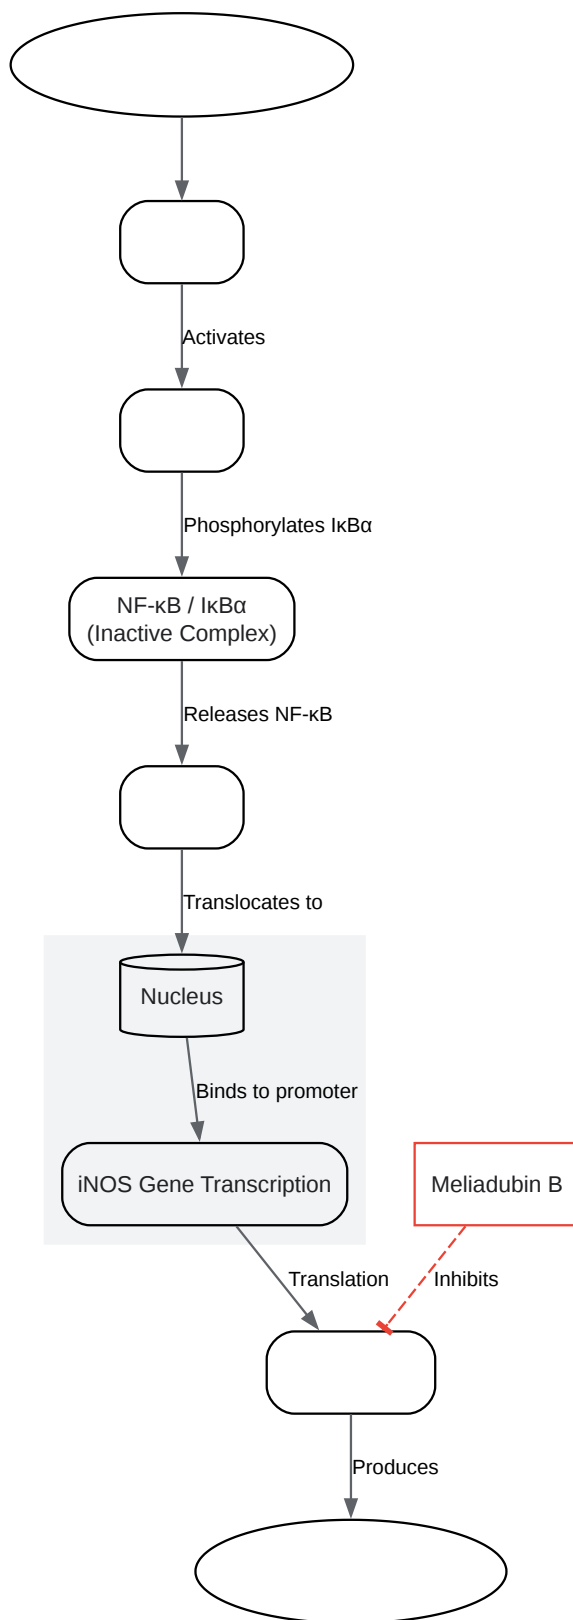 Activates
Phosphorylates IκBα
NF-κB / IκBα
(Inactive Complex)
Releases NF-κB
Translocates to
Nucleus
Binds to promoter
iNOS Gene Transcription
Meliadubin B
Translation
Inhibits
Produces